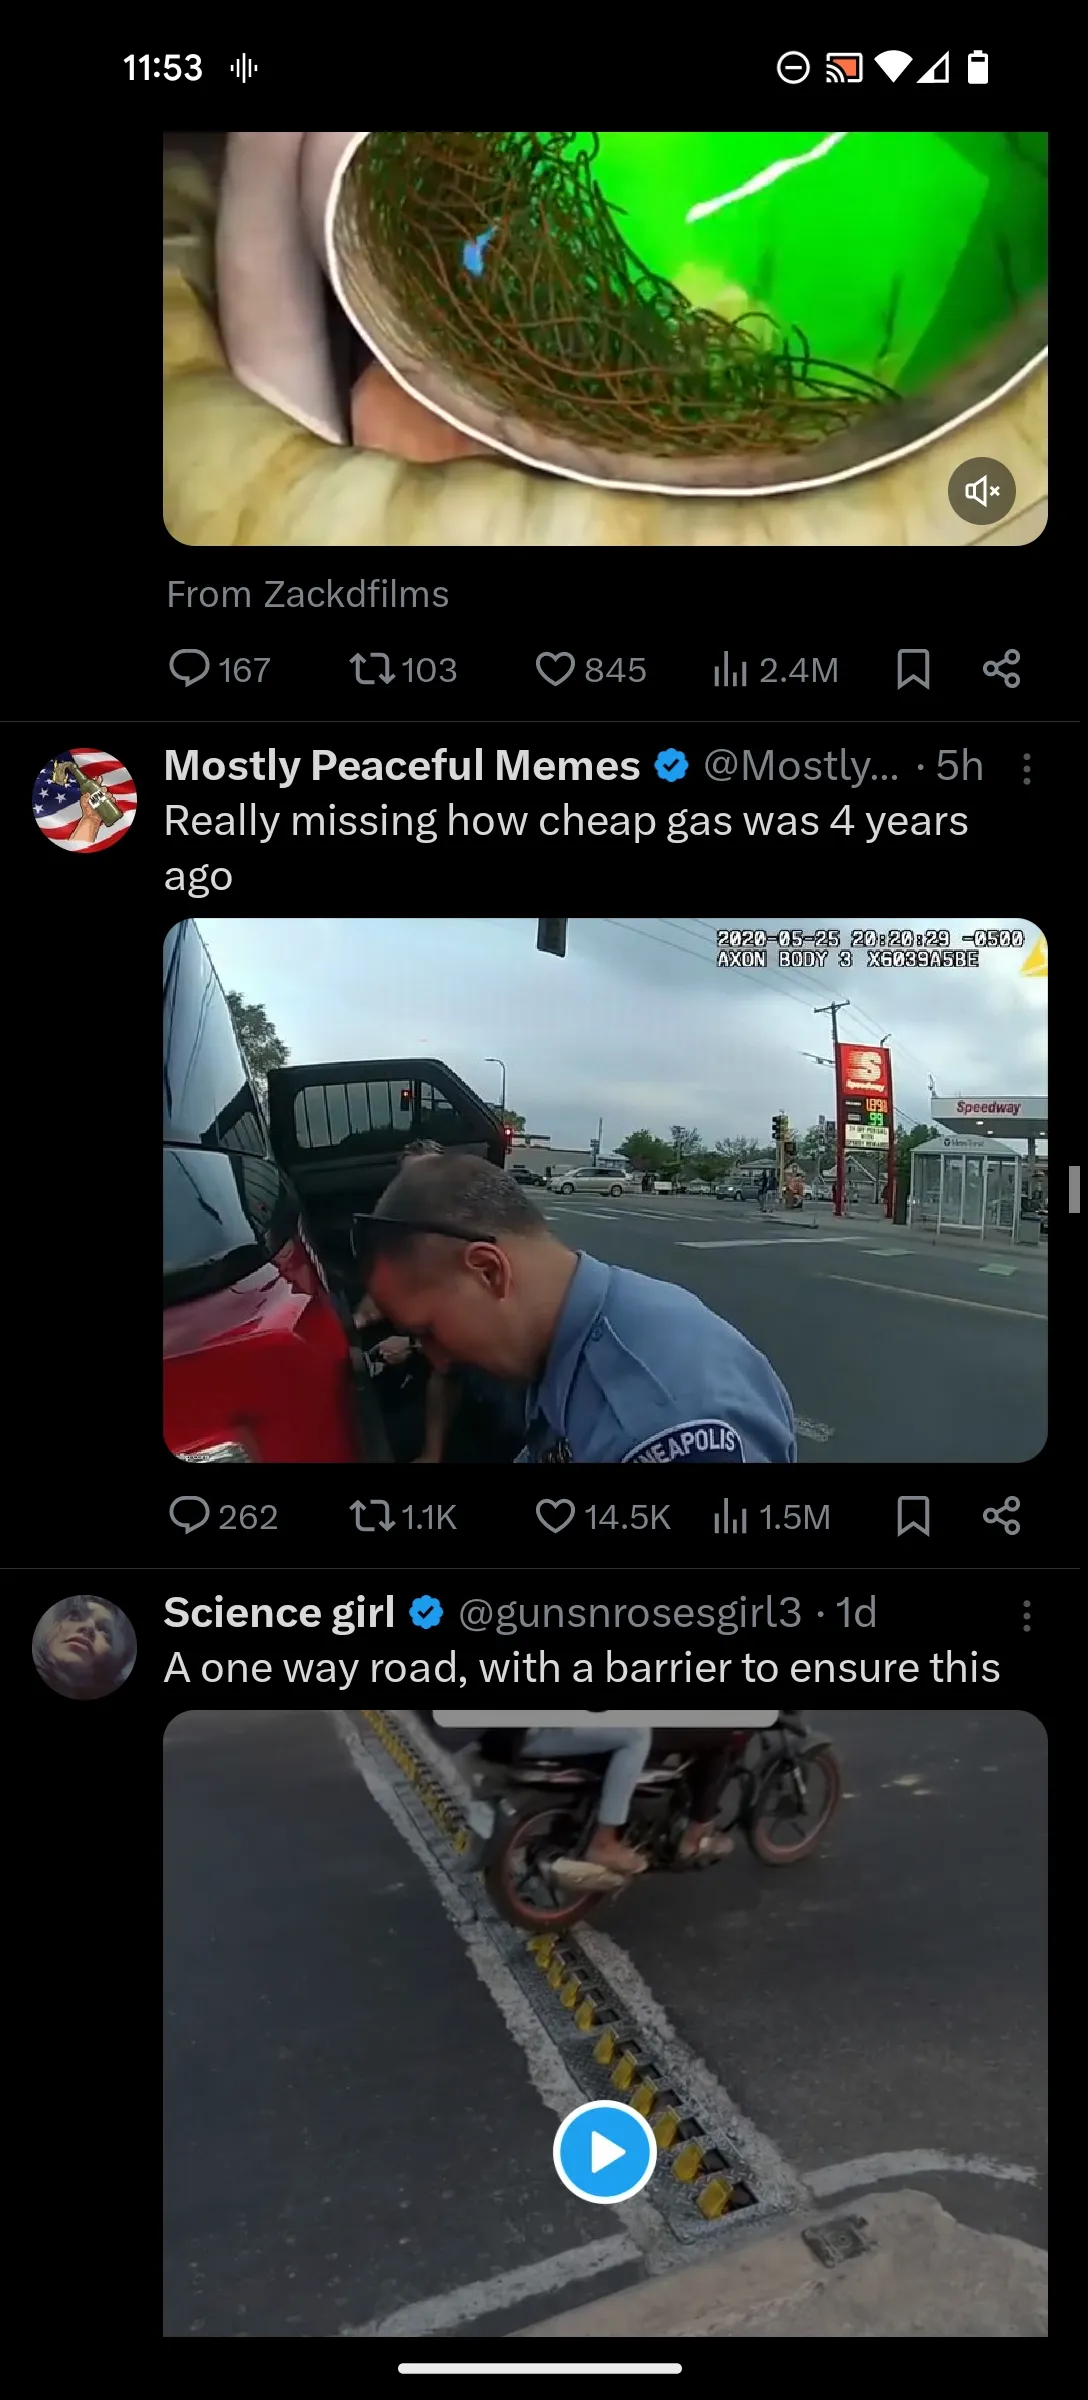 11:53
From Zackdfilms
167 103 845 2.4M
Mostly Peaceful Memes @Mostly... · 5h
Really missing how cheap gas was 4 years
ago
2020-05-25 20:20:29 -0500
AXON BODY 3 X6039A5BE
S
Speedway
Speedway
NEAPOLIS
262 1.1K 14.5K 1.5M
Science girl @gunsnrosesgirl3 · 1d
A one way road, with a barrier to ensure this